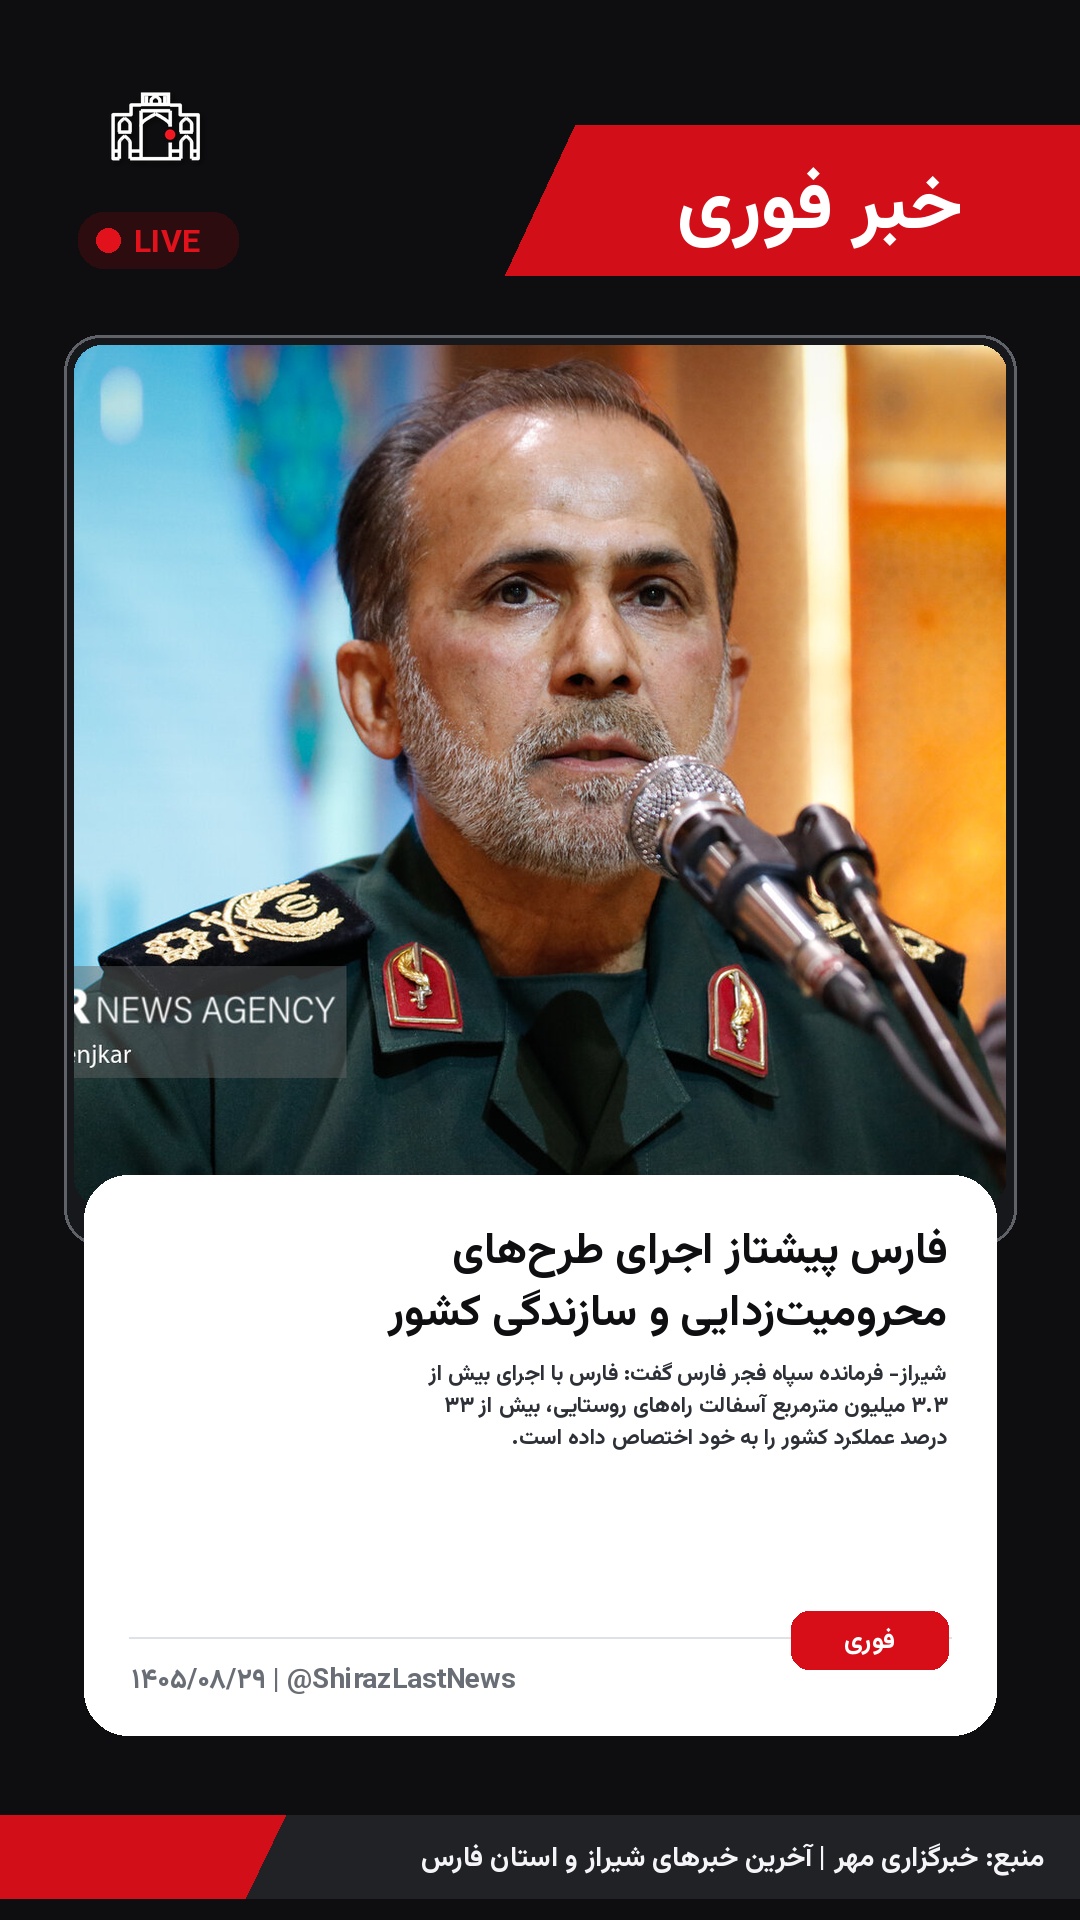 خبر فوری
LIVE
R NEWS AGENCY
enjkar
فارس پیشتاز اجرای طرح‌های
محرومیت‌زدایی و سازندگی کشور
شیراز- فرمانده سپاه فجر فارس گفت: فارس با اجرای بیش از
۳.۳ میلیون مترمربع آسفالت راه‌های روستایی، بیش از ۳۳
درصد عملکرد کشور را به خود اختصاص داده است.
فوری
۱۴۰۵/۰۸/۲۹ | @ShirazLastNews
منبع: خبرگزاری مهر | آخرین خبرهای شیراز و استان فارس